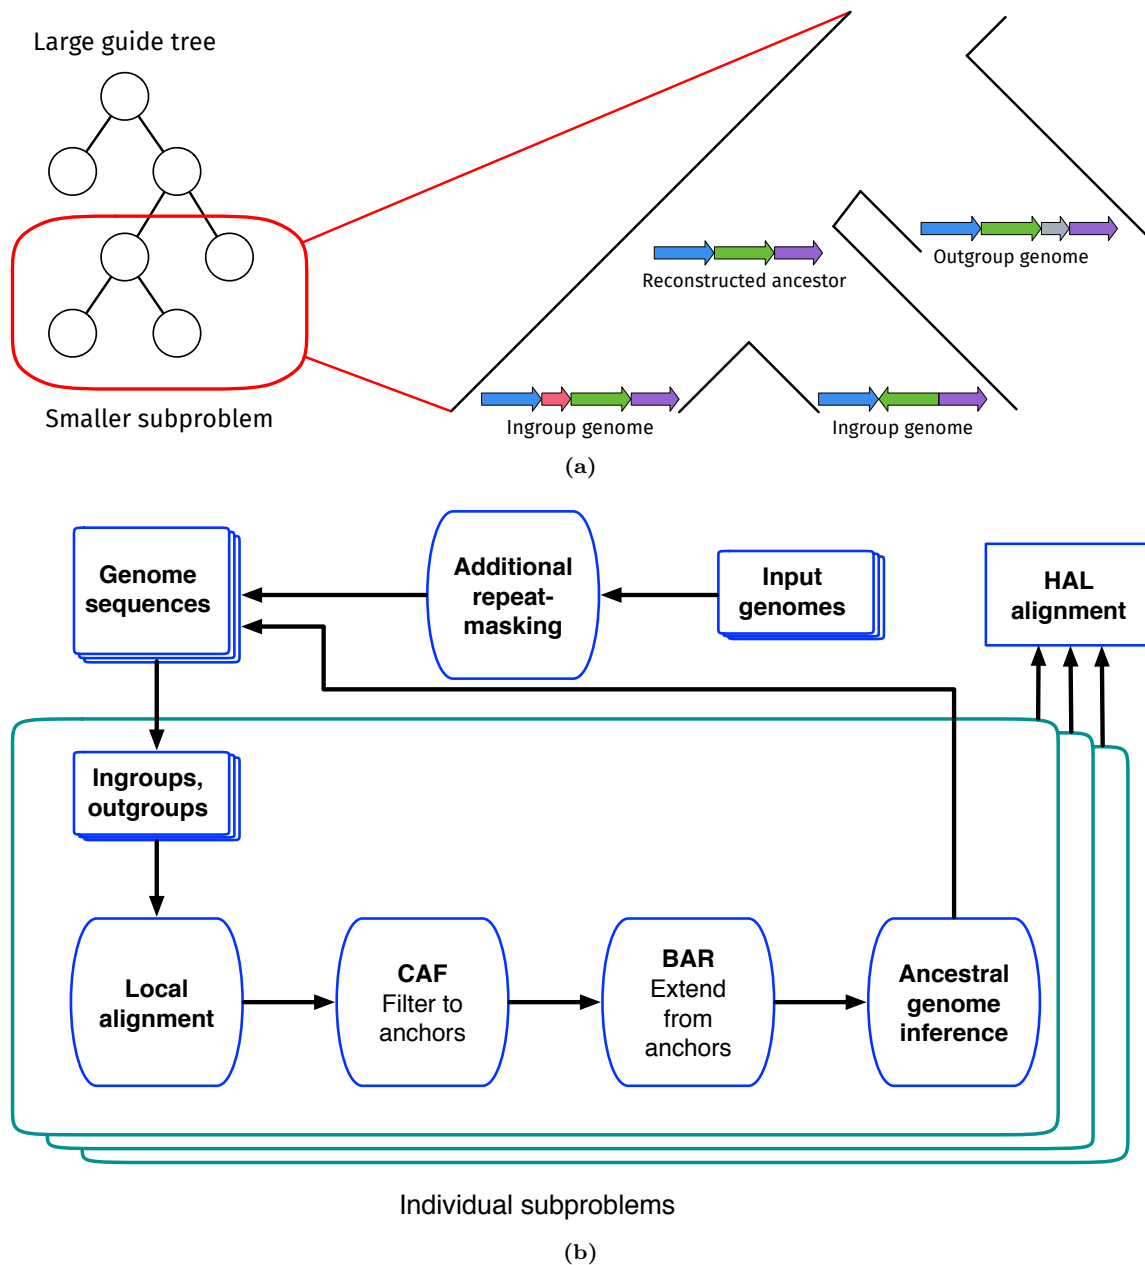 Large guide tree
Smaller subproblem
Reconstructed ancestor
Outgroup genome
Ingroup genome
Ingroup genome
(a)
Genome
sequences
Additional
repeat-
masking
Input
genomes
HAL
alignment
Ingroups,
outgroups
Local
alignment
CAF
Filter to
anchors
BAR
Extend
from
anchors
Ancestral
genome
inference
Individual subproblems
(b)